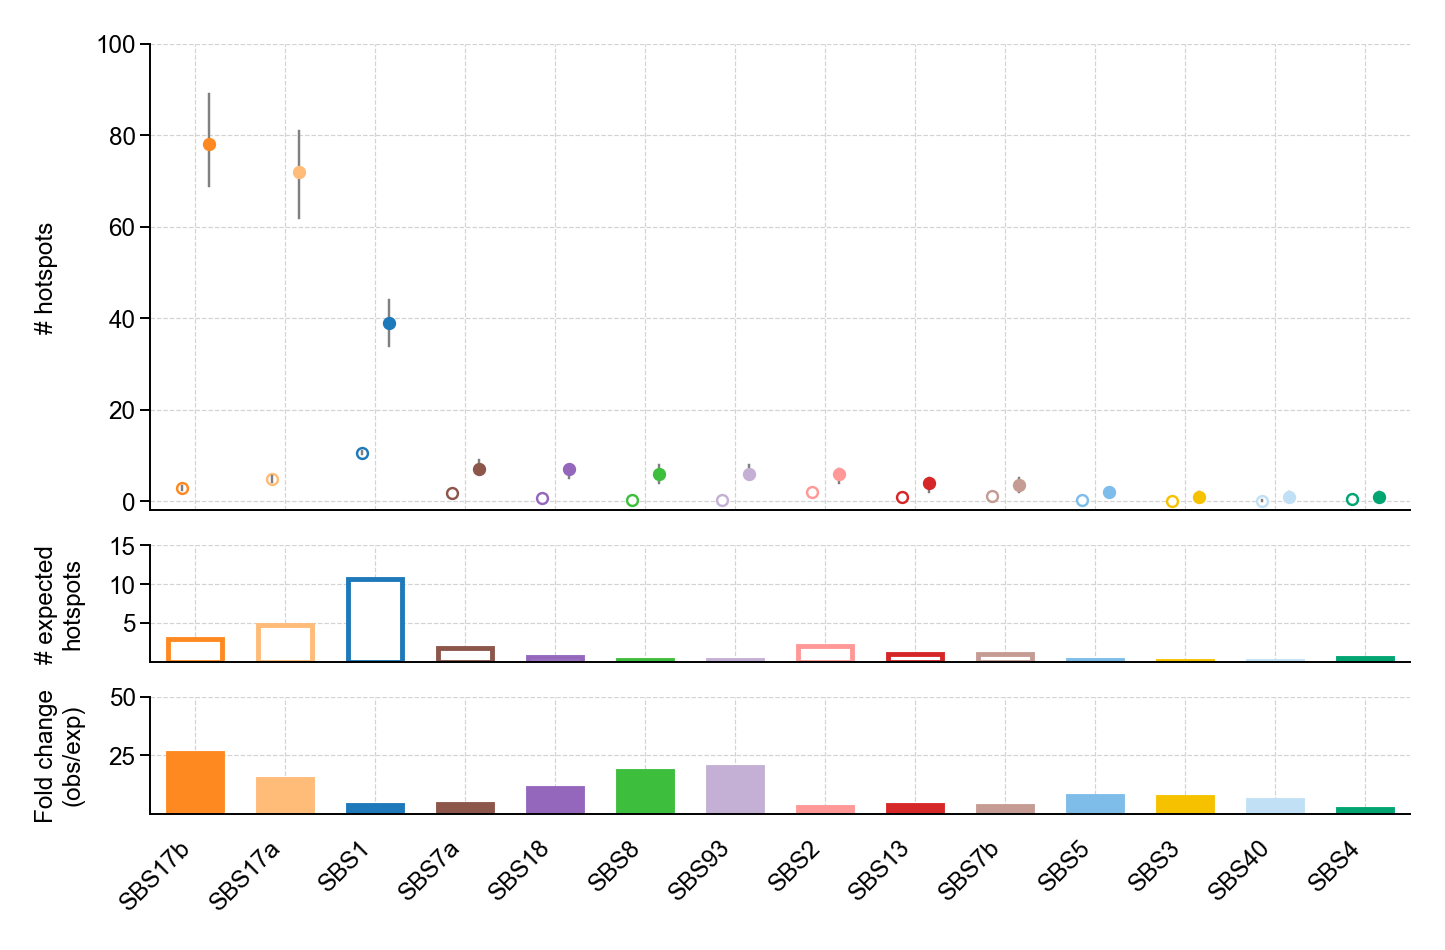 100
80
60
40
20
0
# hotspots
15
10
5
# expected
hotspots
50
25
Fold change
(obs/exp)
SBS17b
SBS17a
SBS1
SBS7a
SBS18
SBS8
SBS93
SBS2
SBS13
SBS7b
SBS5
SBS3
SBS40
SBS4